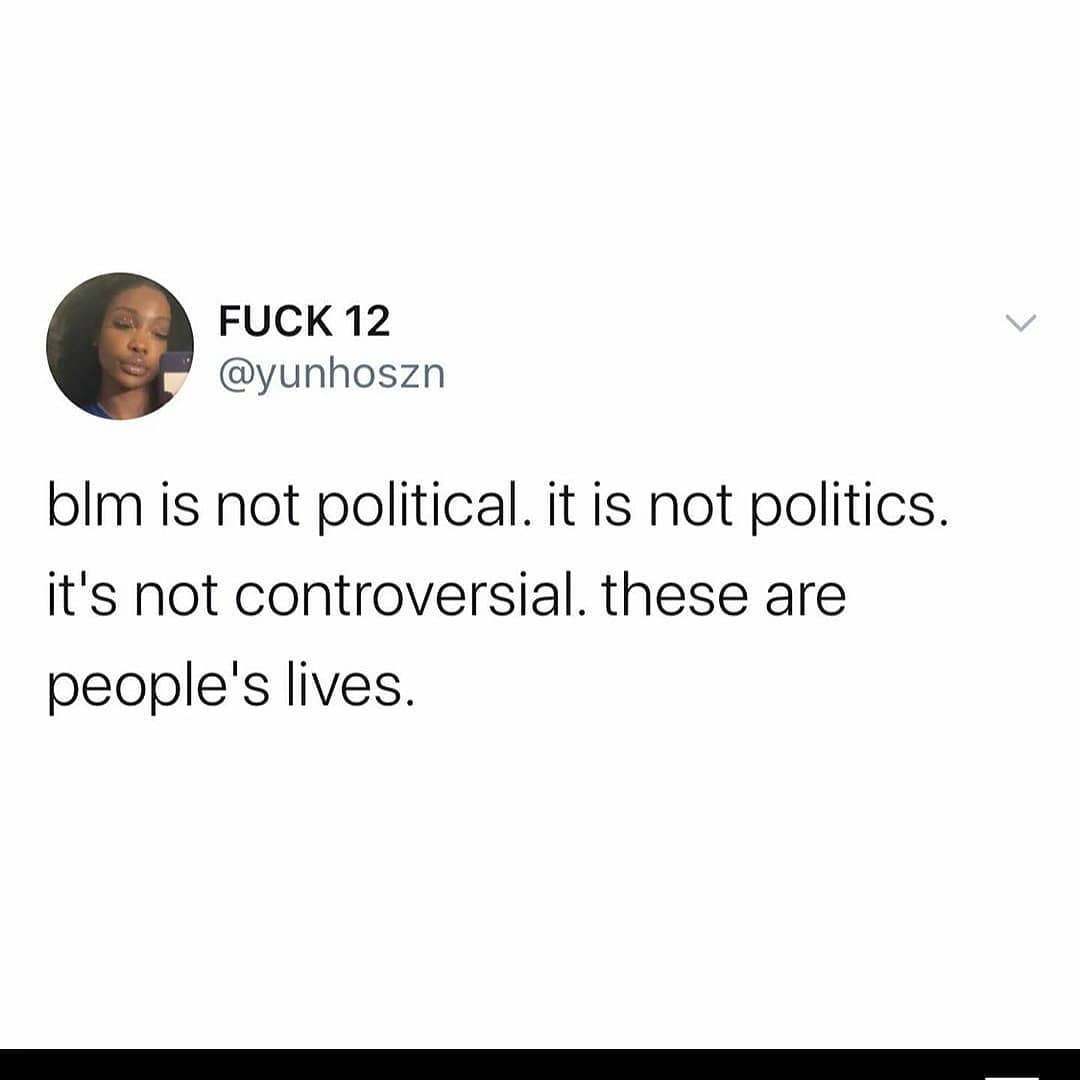 FUCK 12
@yunhoszn
blm is not political. it is not politics.
it's not controversial. these are
people's lives.